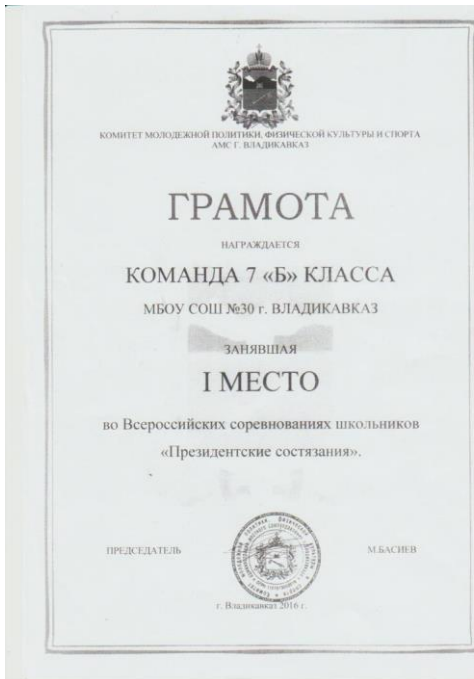 КОМИТЕТ МОЛОДЕЖНОЙ ПОЛИТИКИ, ФИЗИЧЕСКОЙ КУЛЬТУРЫ И СПОРТА
АМС Г. ВЛАДИКАВКАЗ
ГРАМОТА
НАГРАЖДАЕТСЯ
КОМАНДА 7 «Б» КЛАССА
МБОУ СОШ №30 г. ВЛАДИКАВКАЗ
ЗАНЯВШАЯ
I МЕСТО
во Всероссийских соревнованиях школьников
«Президентские состязания».
ПРЕДСЕДАТЕЛЬ
М.БАСИЕВ
г. Владикавказ 2016 г.